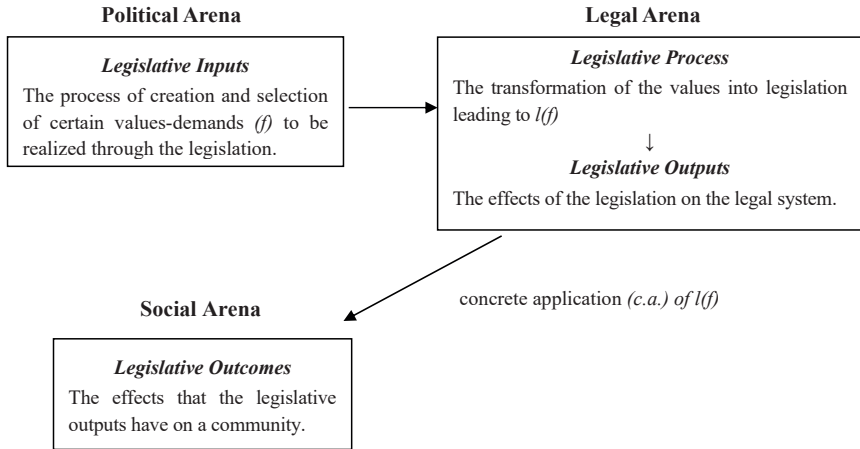 Political Arena
Legislative Inputs
The process of creation and selection
of certain values-demands (f) to be
realized through the legislation.
Legal Arena
Legislative Process
The transformation of the values into legislation
leading to l(f)
↓
Legislative Outputs
The effects of the legislation on the legal system.
concrete application (c.a.) of l(f)
Social Arena
Legislative Outcomes
The effects that the legislative
outputs have on a community.